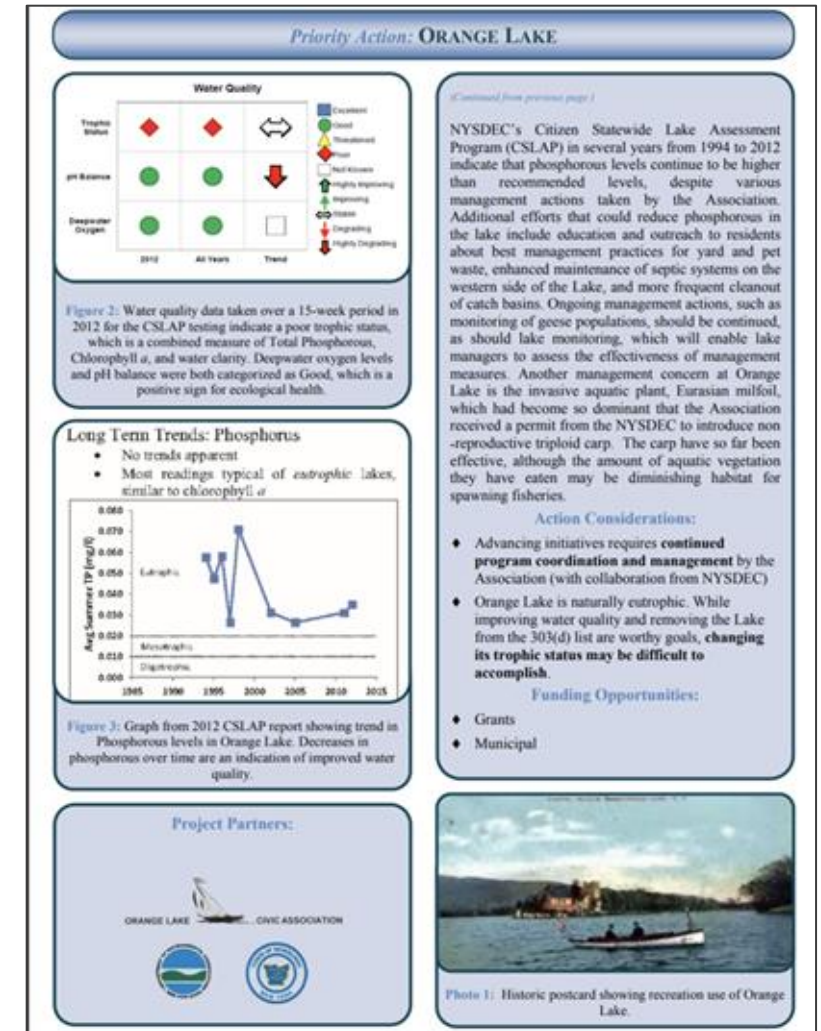 Priority Action: ORANGE LAKE
Water Quality
Trophic
Status
pH Balance
Deepwater
Oxygen
2012
All Years
Trend
Excellent
Good
Threatened
Poor
Not Known
Highly Improving
Improving
Stable
Degrading
Highly Degrading
Figure 2: Water quality data taken over a 15-week period in
2012 for the CSLAP testing indicate a poor trophic status,
which is a combined measure of Total Phosphorous,
Chlorophyll a, and water clarity. Deepwater oxygen levels
and pH balance were both categorized as Good, which is a
positive sign for ecological health.
Long Term Trends: Phosphorus
• No trends apparent
• Most readings typical of eutrophic lakes,
similar to chlorophyll a
Avg Summer TP (mg/l)
0.080
0.070
0.060
0.050
0.040
0.030
0.020
0.010
0.000
Eutrophic
Mesotrophic
Oligotrophic
1985 1990 1995 2000 2005 2010 2015
Figure 3: Graph from 2012 CSLAP report showing trend in
Phosphorous levels in Orange Lake. Decreases in
phosphorous over time are an indication of improved water
quality.
Project Partners:
ORANGE LAKE CIVIC ASSOCIATION
(Continued from previous page)
NYSDEC's Citizen Statewide Lake Assessment
Program (CSLAP) in several years from 1994 to 2012
indicate that phosphorous levels continue to be higher
than recommended levels, despite various
management actions taken by the Association.
Additional efforts that could reduce phosphorous in
the lake include education and outreach to residents
about best management practices for yard and pet
waste, enhanced maintenance of septic systems on the
western side of the Lake, and more frequent cleanout
of catch basins. Ongoing management actions, such as
monitoring of geese populations, should be continued,
as should lake monitoring, which will enable lake
managers to assess the effectiveness of management
measures. Another management concern at Orange
Lake is the invasive aquatic plant, Eurasian milfoil,
which had become so dominant that the Association
received a permit from the NYSDEC to introduce non
-reproductive triploid carp. The carp have so far been
effective, although the amount of aquatic vegetation
they have eaten may be diminishing habitat for
spawning fisheries.
Action Considerations:
♦ Advancing initiatives requires continued
program coordination and management by the
Association (with collaboration from NYSDEC)
♦ Orange Lake is naturally eutrophic. While
improving water quality and removing the Lake
from the 303(d) list are worthy goals, changing
its trophic status may be difficult to
accomplish.
Funding Opportunities:
♦ Grants
♦ Municipal
Photo 1: Historic postcard showing recreation use of Orange
Lake.